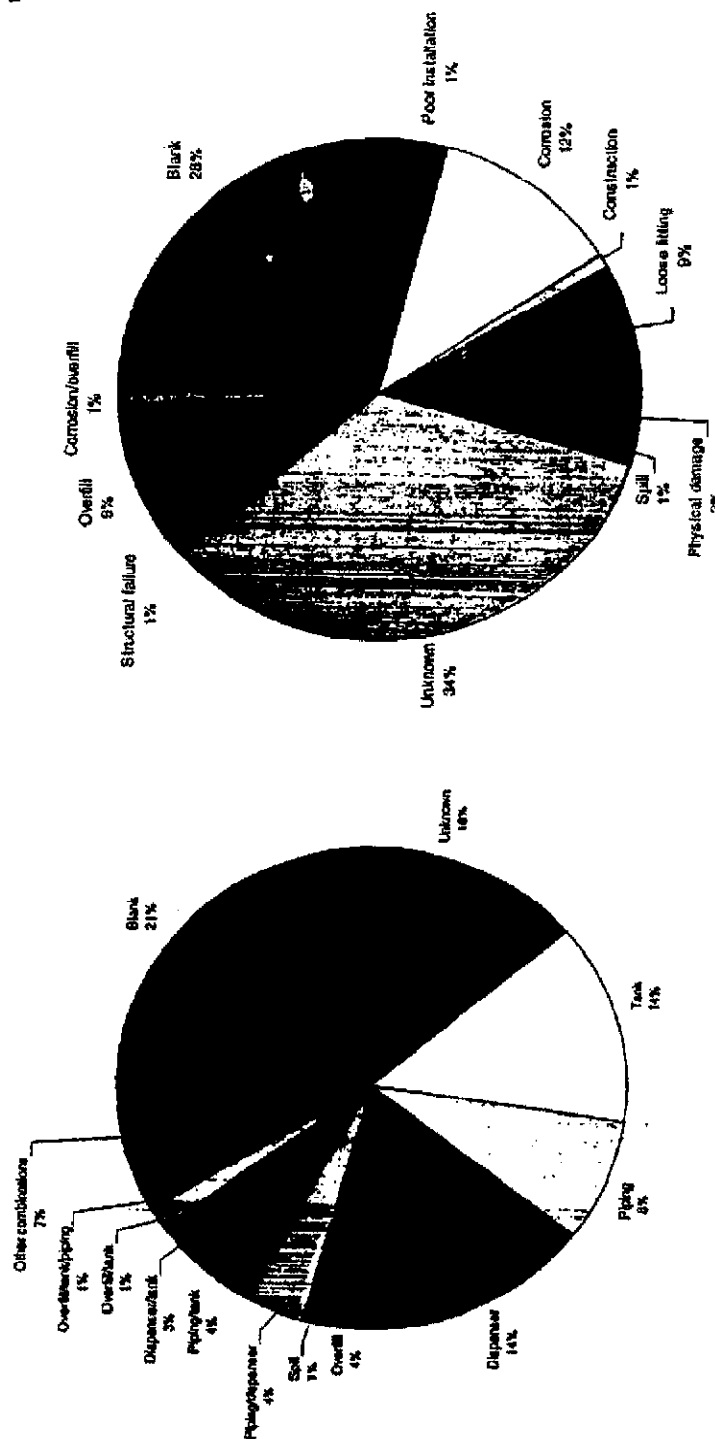 Poor installation
1%
Blank
28%
Corrosion
12%
Construction
1%
Loose fitting
9%
Corrosion/overfill
1%
Overfill
Structural failure
1%
Spill
1%
Physical damage
Unknown
34%
Unknown
Blank
21%
Tank
14%
Other combinations
7%
Overfill/tank/piping
1%
Overfill/tank
1%
Dispenser/tank
3%
Piping/tank
4%
Piping/dispenser
4%
Spill
1%
Overfill
4%
Dispenser
14%
Piping
8%